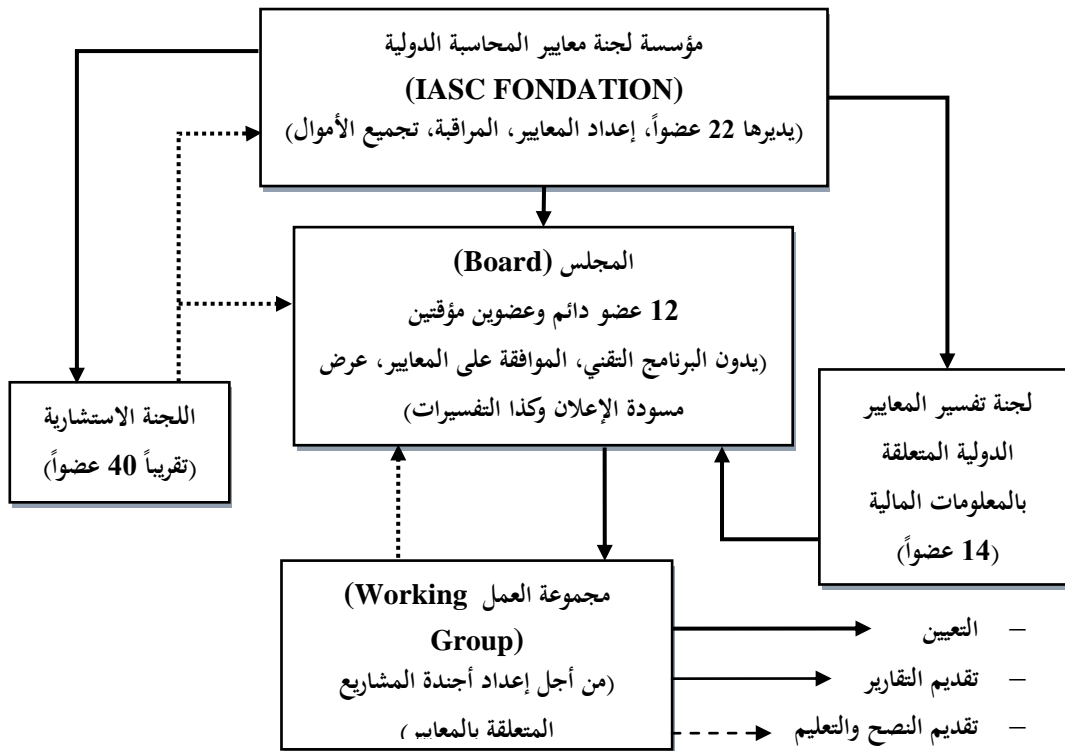 مؤسسة لجنة معايير المحاسبة الدولية
(IASC FONDATION)
(يديرها 22 عضواً، إعداد المعايير، المراقبة، تجميع الأموال)
المجلس (Board)
12 عضو دائم وعضوين مؤقتين
(يدون البرنامج التقني، الموافقة على المعايير، عرض
مسودة الإعلان وكذا التفسيرات)
لجنة تفسير المعايير
الدولية المتعلقة
بالمعلومات المالية
(14 عضواً)
اللجنة الاستشارية
(تقريباً 40 عضواً)
مجموعة العمل (Working
Group)
(من أجل إعداد أجندة المشاريع
المتعلقة بالمعايير)
– التعيين
– تقديم التقارير
– تقديم النصح والتعليم